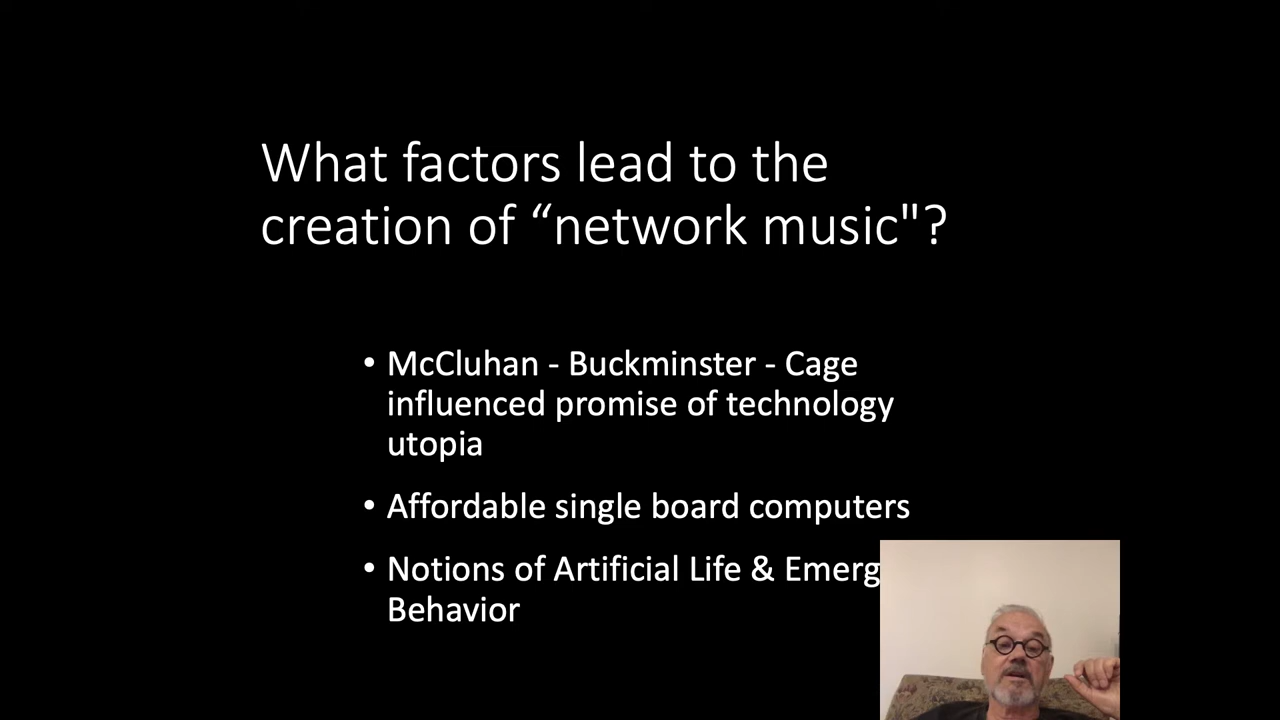 What factors lead to the
creation of “network music"?
• McCluhan - Buckminster - Cage
influenced promise of technology
utopia
• Affordable single board computers
• Notions of Artificial Life & Emerg
Behavior